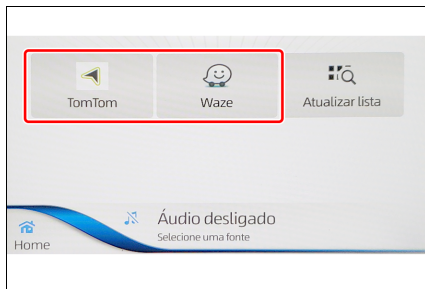 TomTom
Waze
Atualizar lista
Áudio desligado
Selecione uma fonte
Home